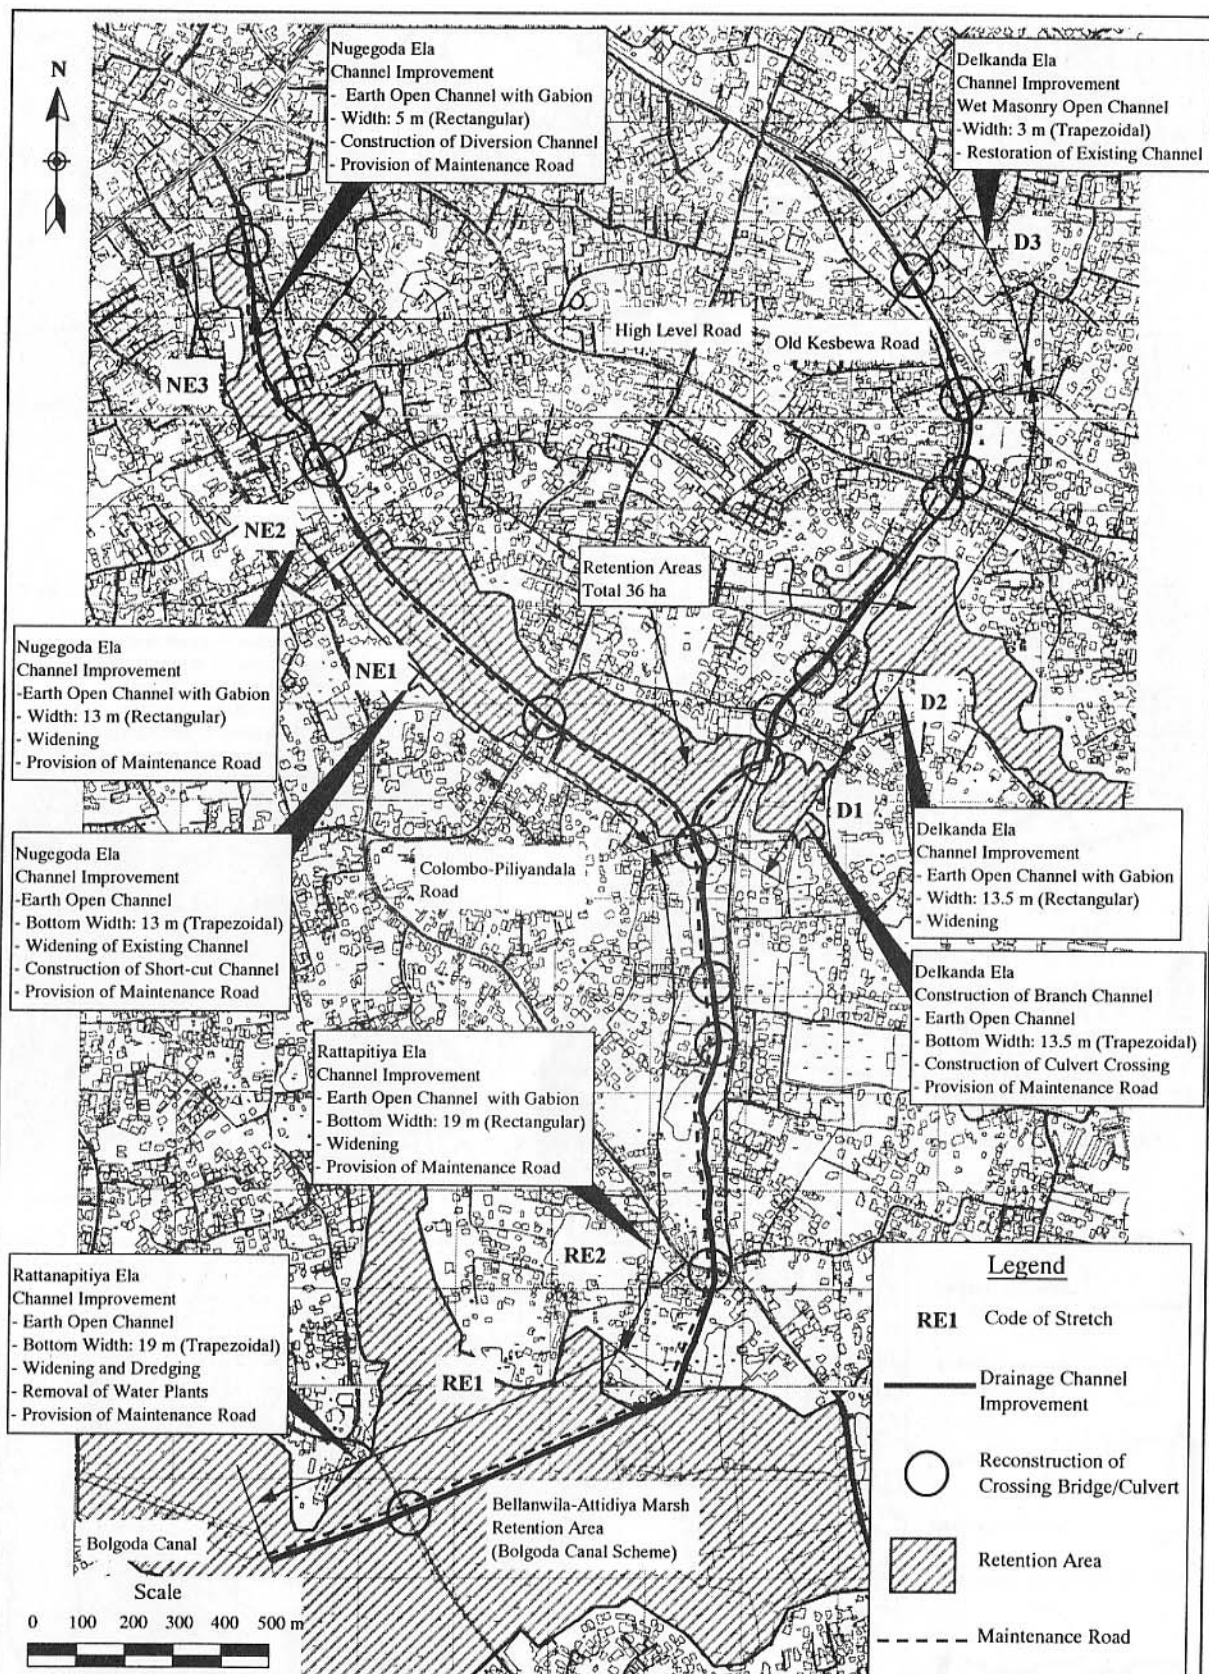 N
Nugegoda Ela
Channel Improvement
- Earth Open Channel with Gabion
- Width: 5 m (Rectangular)
- Construction of Diversion Channel
- Provision of Maintenance Road
Delkanda Ela
Channel Improvement
Wet Masonry Open Channel
-Width: 3 m (Trapezoidal)
- Restoration of Existing Channel
D3
High Level Road
Old Kesbewa Road
NE3
NE2
Retention Areas
Total 36 ha
Nugegoda Ela
Channel Improvement
-Earth Open Channel with Gabion
- Width: 13 m (Rectangular)
- Widening
- Provision of Maintenance Road
NE1
D2
D1
Nugegoda Ela
Channel Improvement
-Earth Open Channel
- Bottom Width: 13 m (Trapezoidal)
- Widening of Existing Channel
- Construction of Short-cut Channel
- Provision of Maintenance Road
Colombo-Piliyandala
Road
Delkanda Ela
Channel Improvement
- Earth Open Channel with Gabion
- Width: 13.5 m (Rectangular)
- Widening
Delkanda Ela
Construction of Branch Channel
- Earth Open Channel
- Bottom Width: 13.5 m (Trapezoidal)
- Construction of Culvert Crossing
- Provision of Maintenance Road
Rattapitiya Ela
Channel Improvement
- Earth Open Channel with Gabion
- Bottom Width: 19 m (Rectangular)
- Widening
- Provision of Maintenance Road
RE2
Rattanapitiya Ela
Channel Improvement
- Earth Open Channel
- Bottom Width: 19 m (Trapezoidal)
- Widening and Dredging
- Removal of Water Plants
- Provision of Maintenance Road
RE1
Bellanwila-Attidiya Marsh
Retention Area
(Bolgoda Canal Scheme)
Bolgoda Canal
Scale
0 100 200 300 400 500 m
Legend
RE1 Code of Stretch
Drainage Channel
Improvement
Reconstruction of
Crossing Bridge/Culvert
Retention Area
Maintenance Road